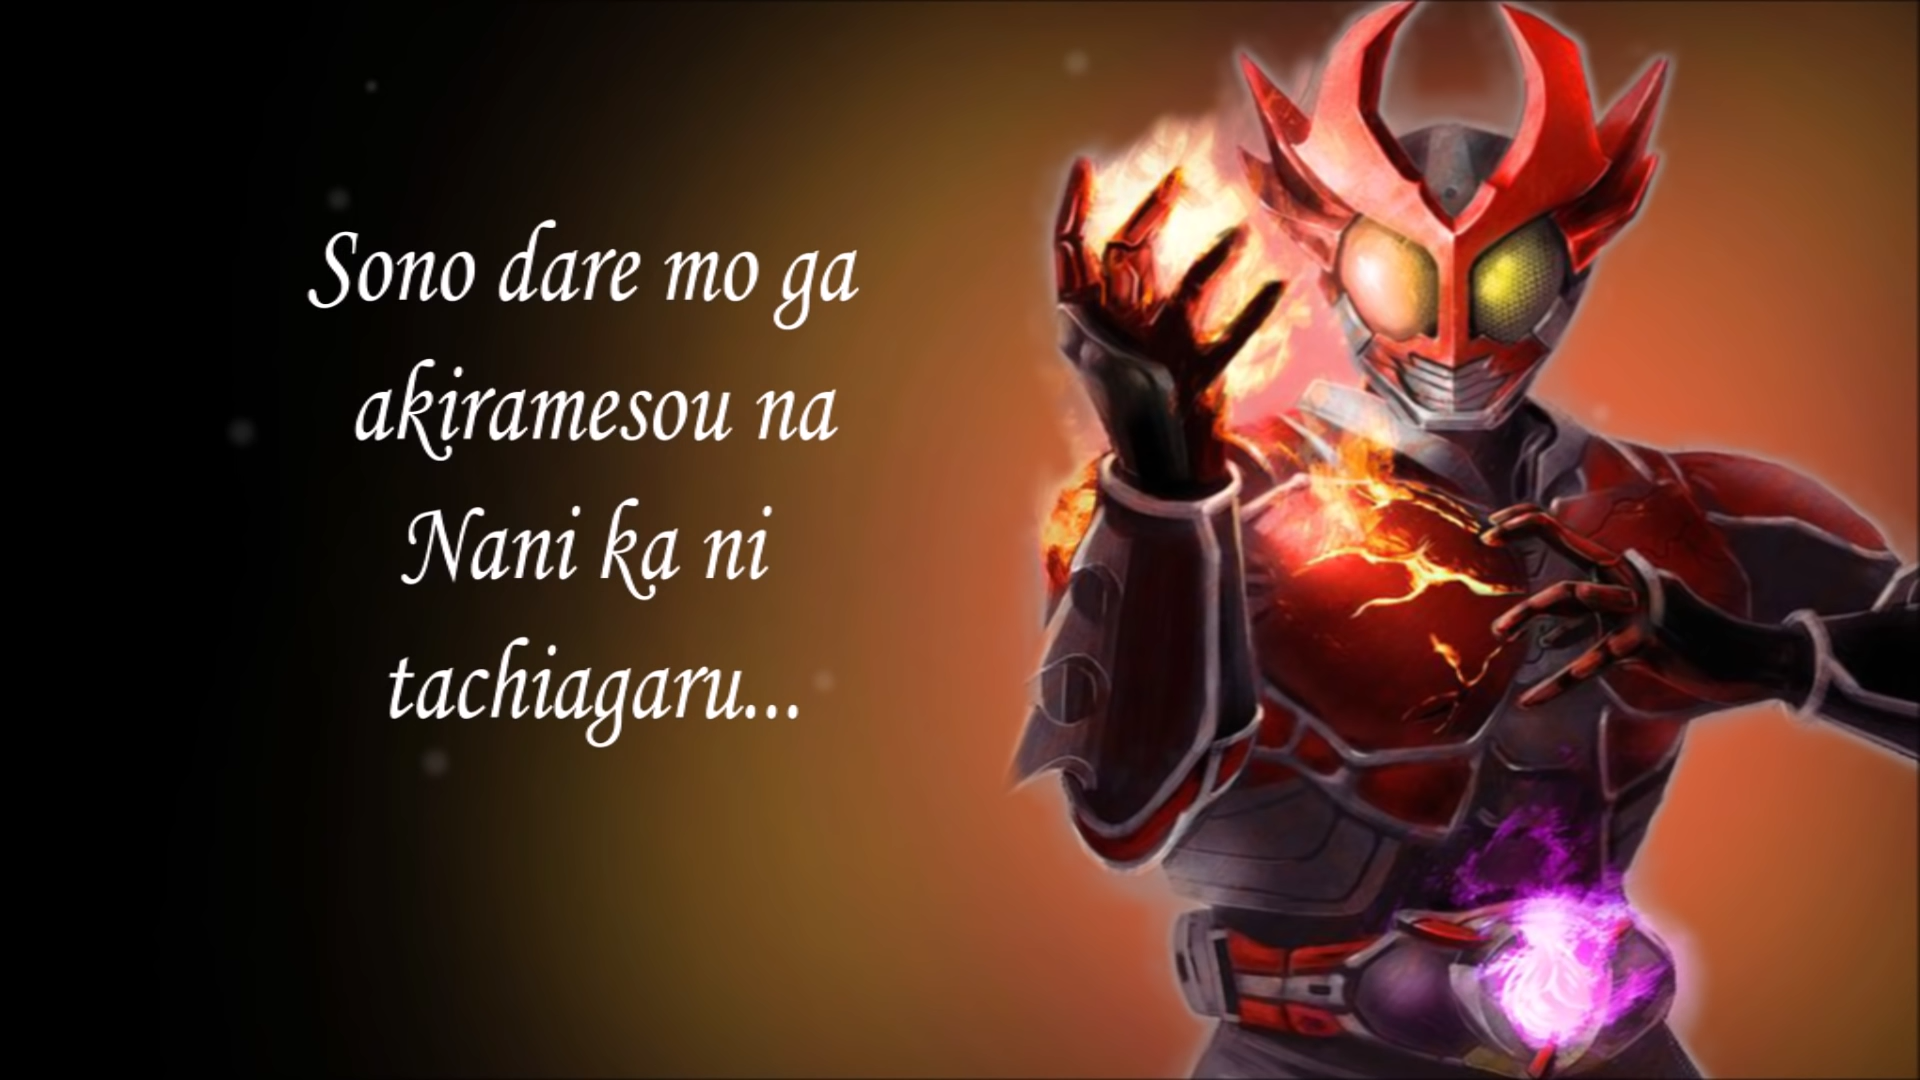 Sono dare mo ga
akiramesou na
Nani ka ni
tachiagaru...